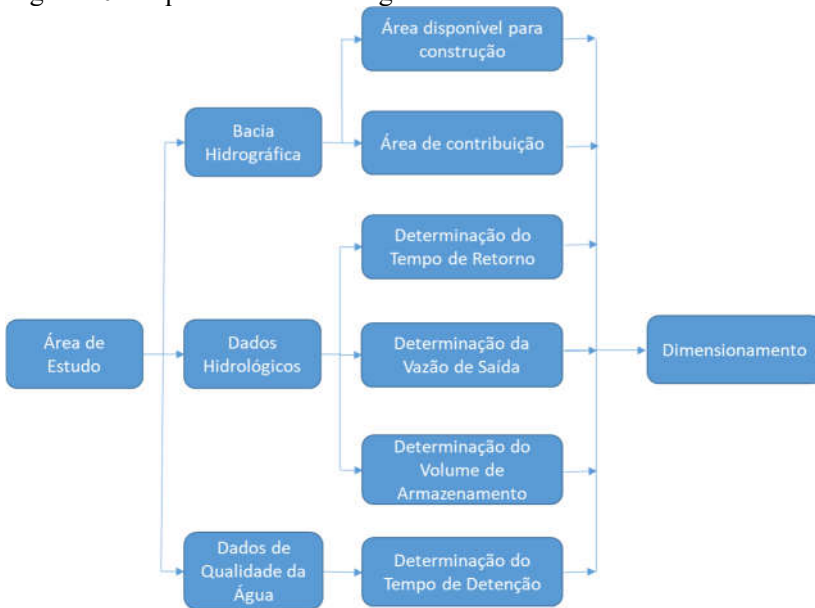 Área disponível para
construção
Bacia
Hidrográfica
Área de contribuição
Determinação do
Tempo de Retorno
Área de
Estudo
Dados
Hidrológicos
Determinação da
Vazão de Saída
Dimensionamento
Determinação do
Volume de
Armazenamento
Dados de
Qualidade da
Água
Determinação do
Tempo de Detenção